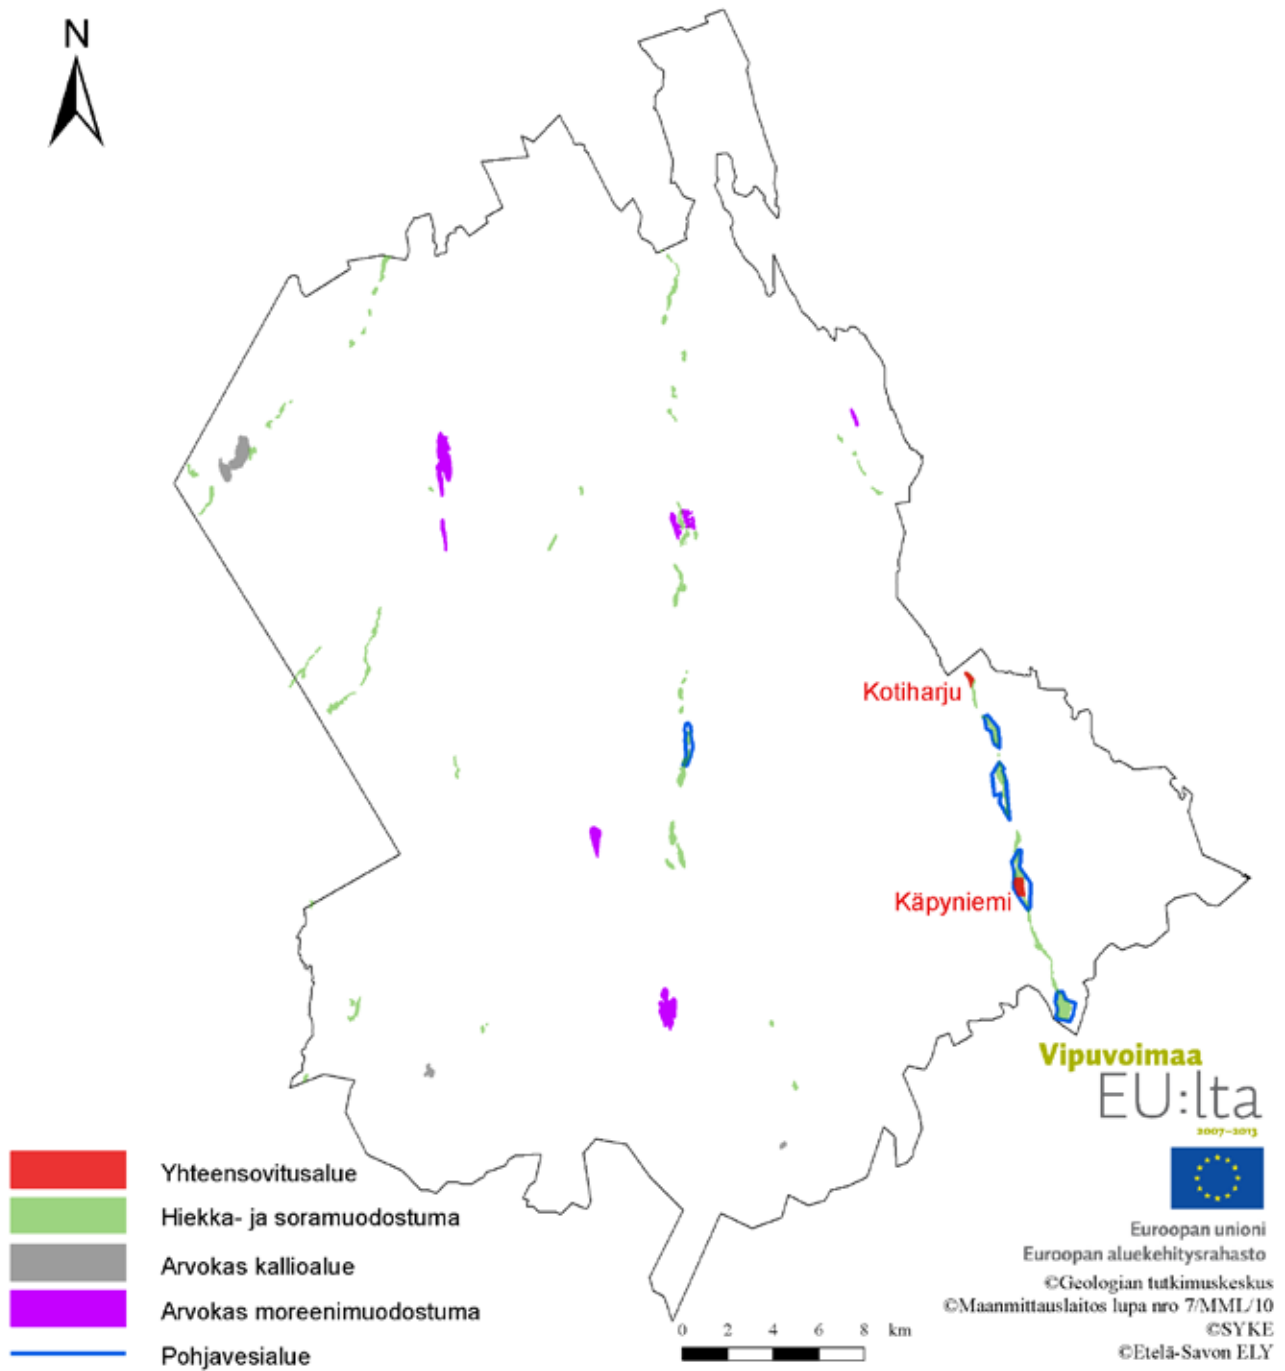 N
Kotiharju
Käpyniemi
Vipuvoimaa
EU:lta
2007–2013
Yhteensovitusalue
Hiekka- ja soramuodostuma
Arvokas kallioalue
Arvokas moreenimuodostuma
Pohjavesialue
0 2 4 6 8 km
Euroopan unioni
Euroopan aluekehitysrahasto
©Geologian tutkimuskeskus
©Maanmittauslaitos lupa nro 7/MML/10
©SYKE
©Etelä-Savon ELY